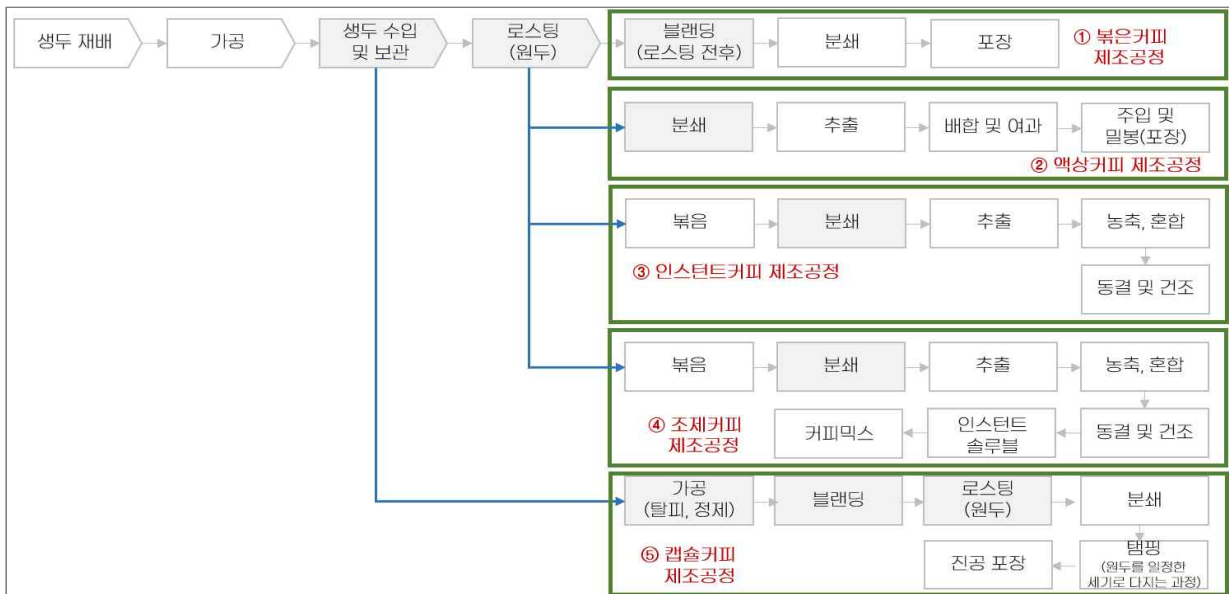 생두 재배
가공
생두 수입
및 보관
로스팅
(원두)
블랜딩
(로스팅 전후)
분쇄
포장
① 볶은커피
제조공정
분쇄
추출
배합 및 여과
주입 및
밀봉(포장)
② 액상커피 제조공정
볶음
분쇄
추출
농축, 혼합
③ 인스턴트커피 제조공정
동결 및 건조
볶음
분쇄
추출
농축, 혼합
④ 조제커피
제조공정
커피믹스
인스턴트
솔루블
동결 및 건조
가공
(탈피, 정제)
블랜딩
로스팅
(원두)
분쇄
⑤ 캡슐커피
제조공정
진공 포장
탬핑
(원두를 일정한
세기로 다지는 과정)